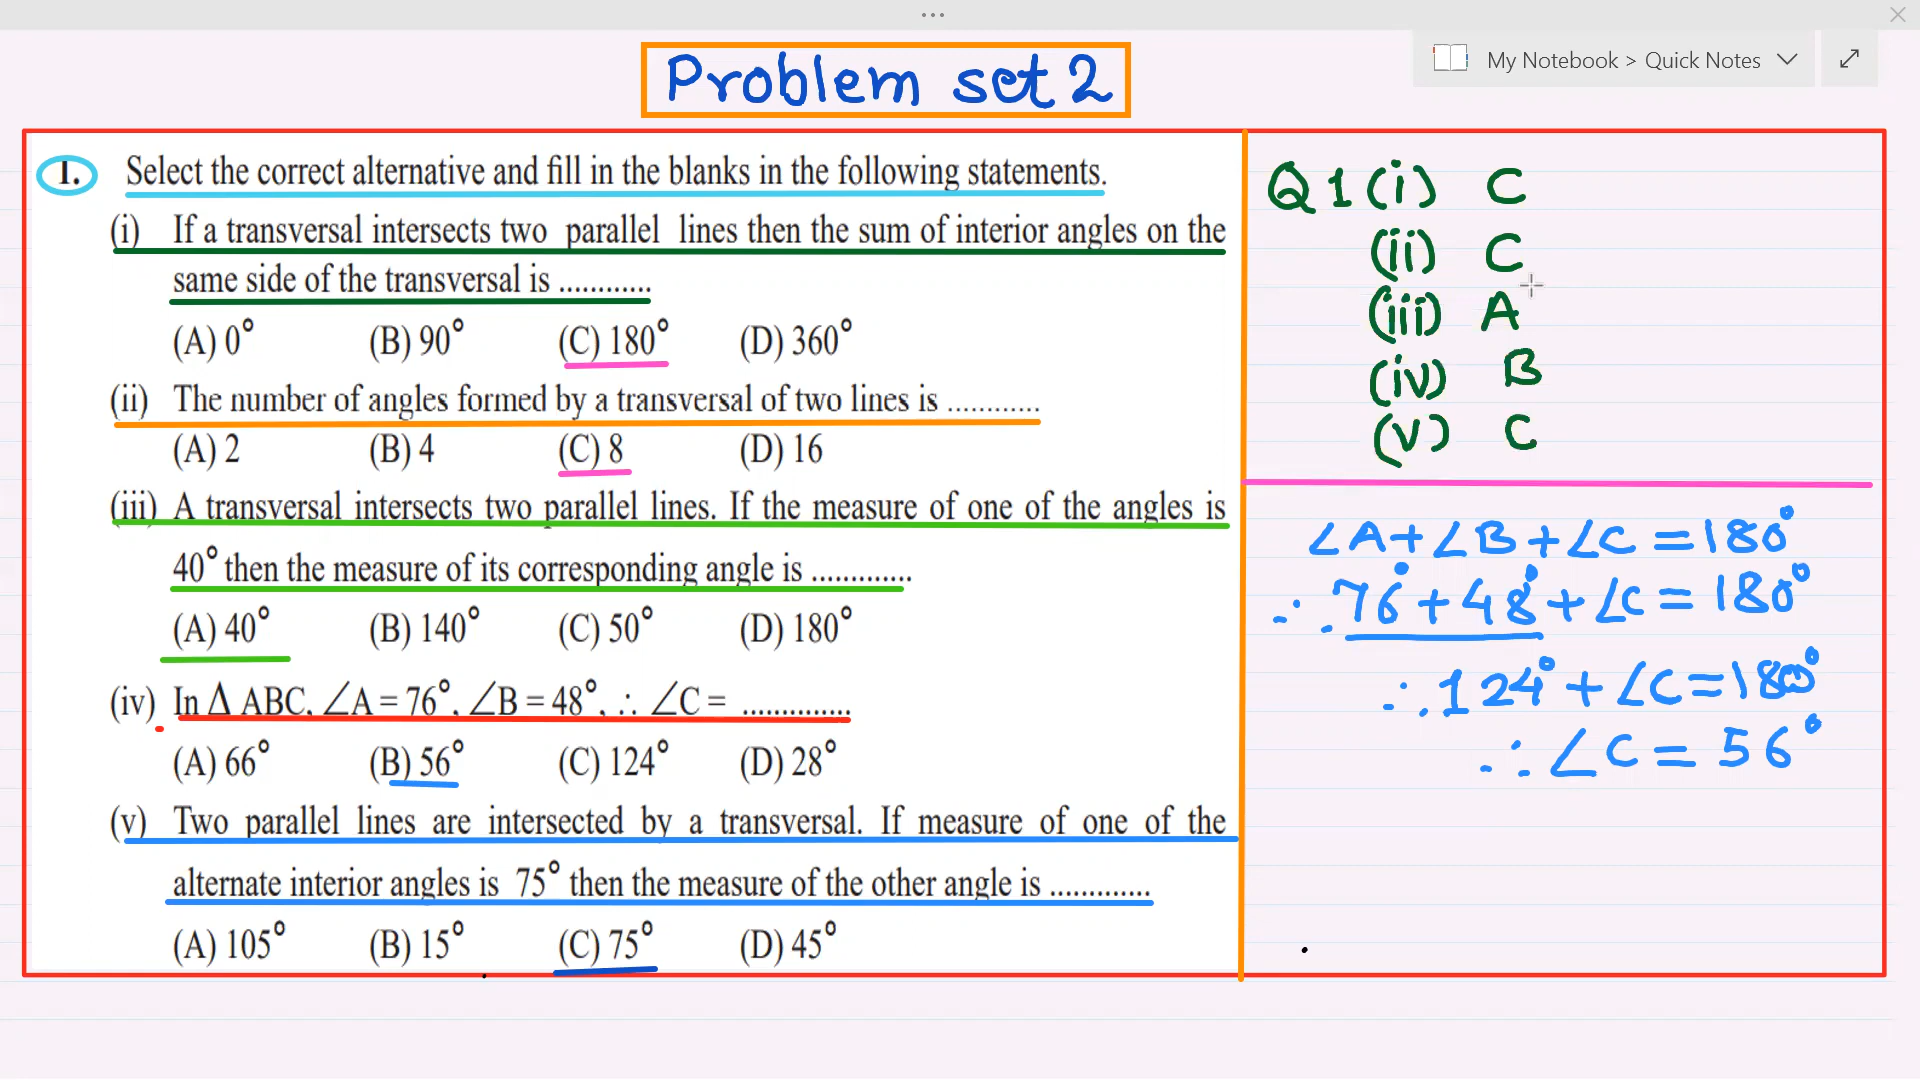 My Notebook > Quick Notes
Problem set 2
1. Select the correct alternative and fill in the blanks in the following statements.
(i) If a transversal intersects two parallel lines then the sum of interior angles on the
same side of the transversal is ............
(A) 0° (B) 90° (C) 180° (D) 360°
(ii) The number of angles formed by a transversal of two lines is ............
(A) 2 (B) 4 (C) 8 (D) 16
(iii) A transversal intersects two parallel lines. If the measure of one of the angles is
40° then the measure of its corresponding angle is .............
(A) 40° (B) 140° (C) 50° (D) 180°
(iv) In Δ ABC, ∠A = 76°, ∠B = 48°, ∴ ∠C = ..............
(A) 66° (B) 56° (C) 124° (D) 28°
(v) Two parallel lines are intersected by a transversal. If measure of one of the
alternate interior angles is 75° then the measure of the other angle is .............
(A) 105° (B) 15° (C) 75° (D) 45°
Q 1 (i) C
(ii) C
(iii) A
(iv) B
(v) C
∠A+∠B+∠C=180°
∴ 76°+48°+∠C=180°
∴ 124°+∠C=180°
∴ ∠C=56°